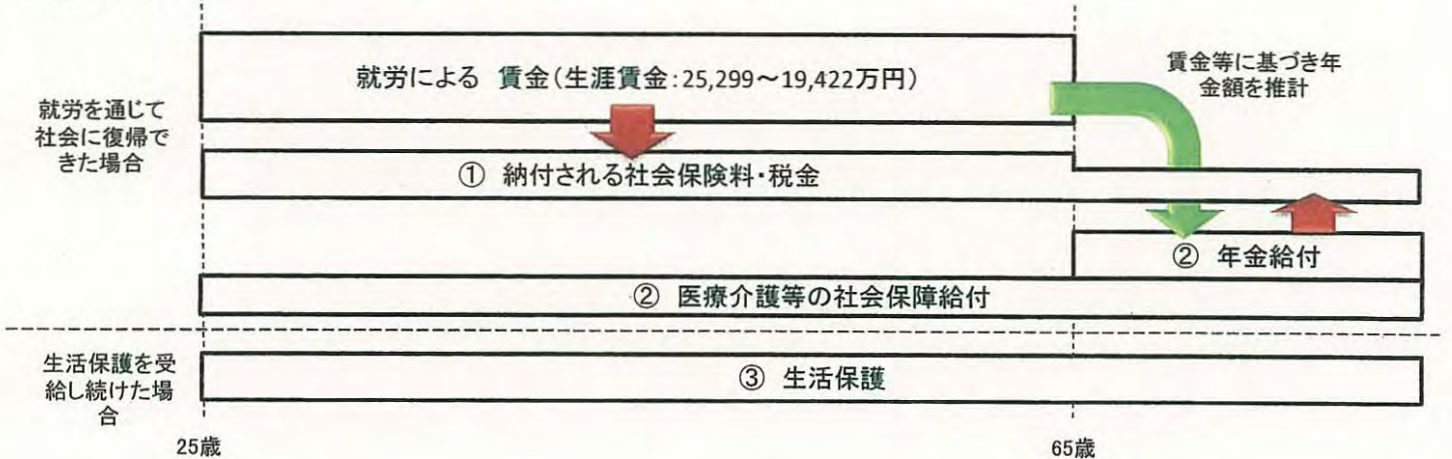 就労による 賃金（生涯賃金：25,299～19,422万円）
賃金等に基づき年
金額を推計
就労を通じて
社会に復帰で
きた場合
① 納付される社会保険料・税金
② 年金給付
② 医療介護等の社会保障給付
生活保護を受
給し続けた場
合
③ 生活保護
25歳
65歳